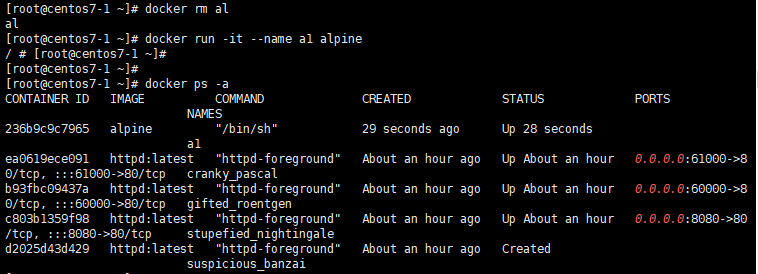 [root@centos7-1 ~]# docker rm al
al
[root@centos7-1 ~]# docker run -it --name a1 alpine
/ # [root@centos7-1 ~]#
[root@centos7-1 ~]#
[root@centos7-1 ~]# docker ps -a
CONTAINER ID   IMAGE          COMMAND              CREATED             STATUS             PORTS
                         NAMES
236b9c9c7965   alpine         "/bin/sh"            29 seconds ago      Up 28 seconds
                         a1
ea0619ece091   httpd:latest   "httpd-foreground"   About an hour ago   Up About an hour   0.0.0.0:61000->8
0/tcp, :::61000->80/tcp   cranky_pascal
b93fbc09437a   httpd:latest   "httpd-foreground"   About an hour ago   Up About an hour   0.0.0.0:60000->8
0/tcp, :::60000->80/tcp   gifted_roentgen
c803b1359f98   httpd:latest   "httpd-foreground"   About an hour ago   Up About an hour   0.0.0.0:8080->80
/tcp, :::8080->80/tcp     stupefied_nightingale
d2025d43d429   httpd:latest   "httpd-foreground"   About an hour ago   Created
                         suspicious_banzai